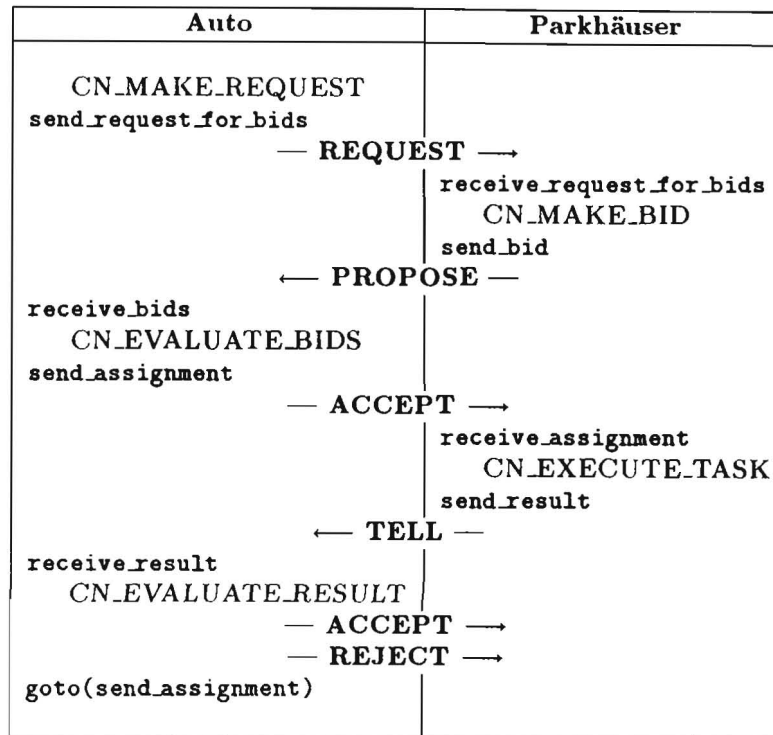 Auto Parkhäuser
CN_MAKE_REQUEST
send_request_for_bids
— REQUEST ⟶
receive_request_for_bids
CN_MAKE_BID
send_bid
⟵ PROPOSE —
receive_bids
CN_EVALUATE_BIDS
send_assignment
— ACCEPT ⟶
receive_assignment
CN_EXECUTE_TASK
send_result
⟵ TELL —
receive_result
CN_EVALUATE_RESULT
— ACCEPT ⟶
— REJECT ⟶
goto(send_assignment)